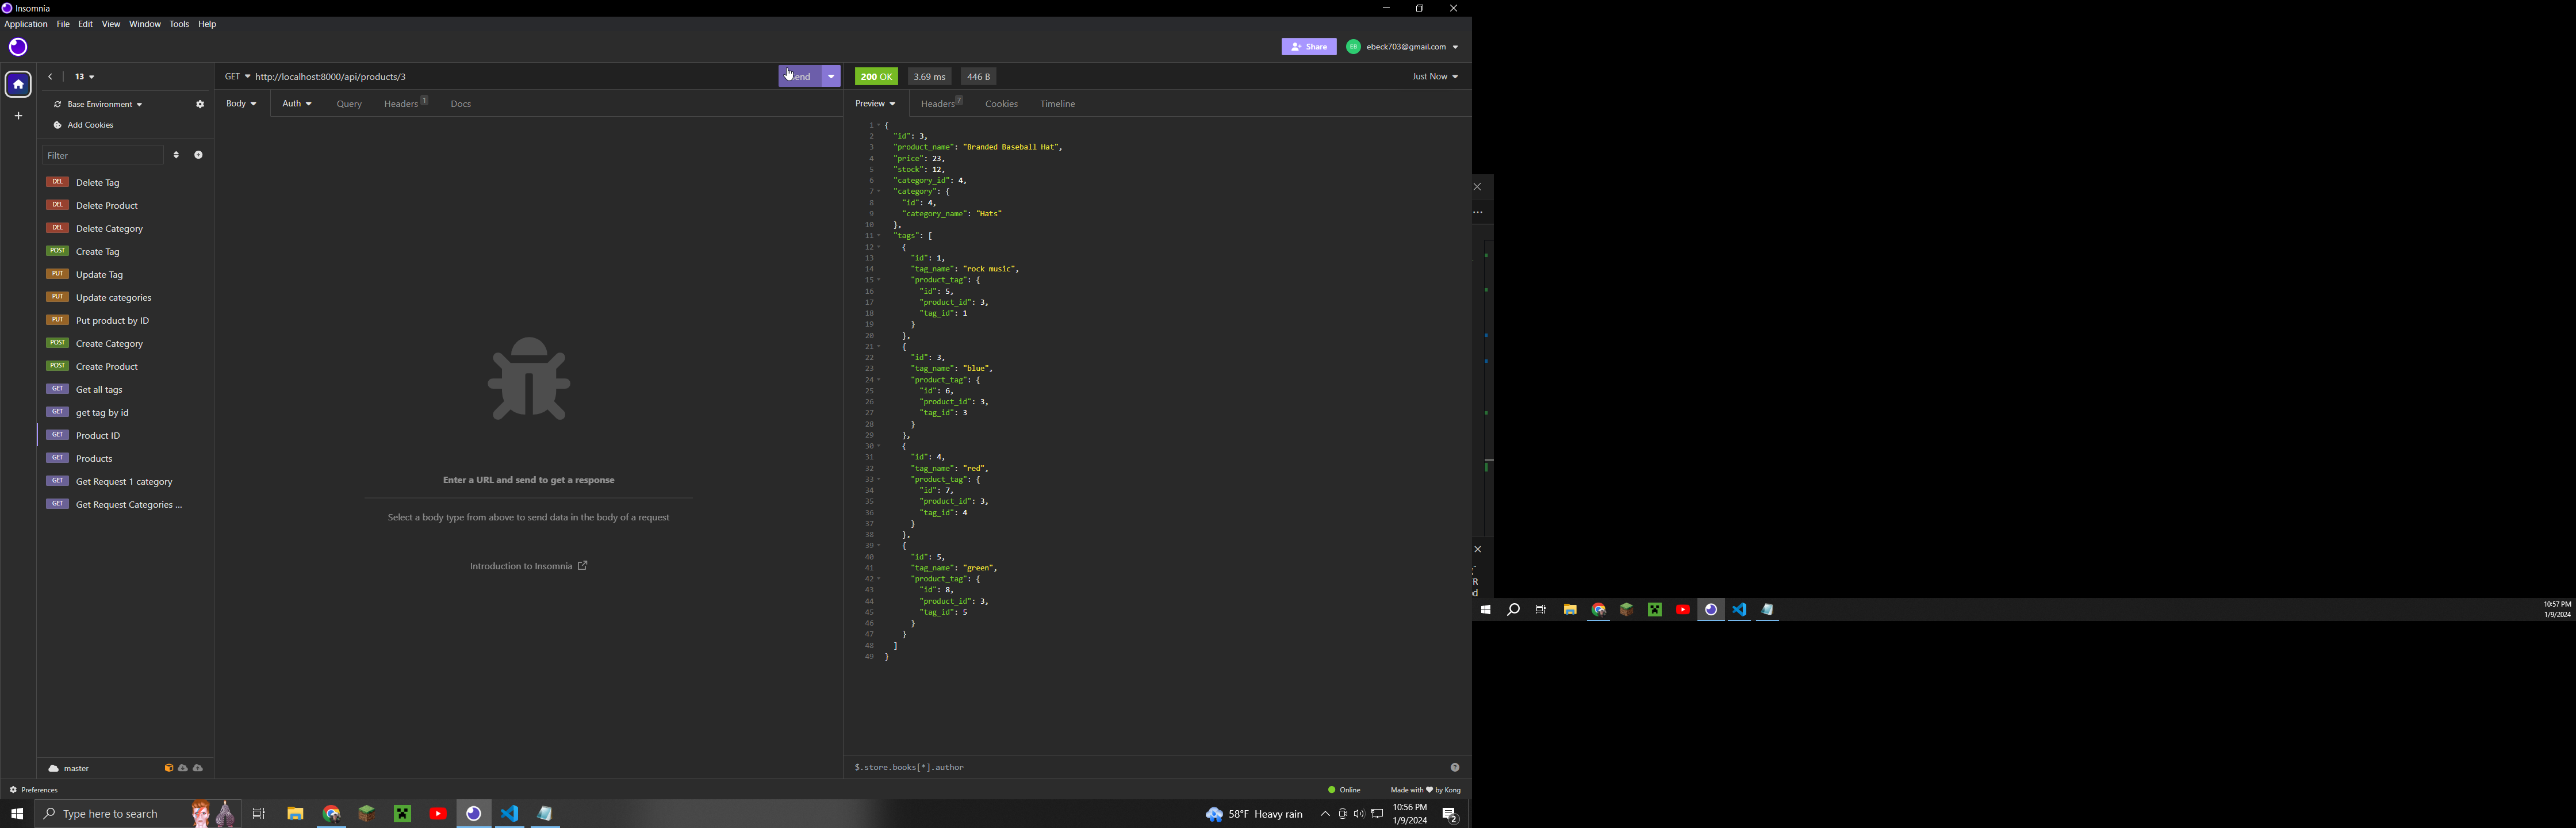 Insomnia
Application File Edit View Window Tools Help
Share EB ebeck703@gmail.com
13
GET http://localhost:8000/api/products/3
200 OK 3.69 ms 446 B Just Now
Base Environment
Add Cookies
Body Auth Query Headers 1 Docs
Preview Headers 7 Cookies Timeline
Filter
DEL Delete Tag
DEL Delete Product
DEL Delete Category
POST Create Tag
PUT Update Tag
PUT Update categories
PUT Put product by ID
POST Create Category
POST Create Product
GET Get all tags
GET get tag by id
GET Product ID
GET Products
GET Get Request 1 category
GET Get Request Categories ...
Enter a URL and send to get a response
Select a body type from above to send data in the body of a request
Introduction to Insomnia
1 {
2 "id": 3,
3 "product_name": "Branded Baseball Hat",
4 "price": 23,
5 "stock": 12,
6 "category_id": 4,
7 "category": {
8 "id": 4,
9 "category_name": "Hats"
10 },
11 "tags": [
12 {
13 "id": 1,
14 "tag_name": "rock music",
15 "product_tag": {
16 "id": 5,
17 "product_id": 3,
18 "tag_id": 1
19 }
20 },
21 {
22 "id": 3,
23 "tag_name": "blue",
24 "product_tag": {
25 "id": 6,
26 "product_id": 3,
27 "tag_id": 3
28 }
29 },
30 {
31 "id": 4,
32 "tag_name": "red",
33 "product_tag": {
34 "id": 7,
35 "product_id": 3,
36 "tag_id": 4
37 }
38 },
39 {
40 "id": 5,
41 "tag_name": "green",
42 "product_tag": {
43 "id": 8,
44 "product_id": 3,
45 "tag_id": 5
46 }
47 }
48 ]
49 }
$.store.books[*].author
master
Preferences
Online Made with ❤ by Kong
Type here to search
58°F Heavy rain
10:56 PM
1/9/2024
2
R
d
10:57 PM
1/9/2024